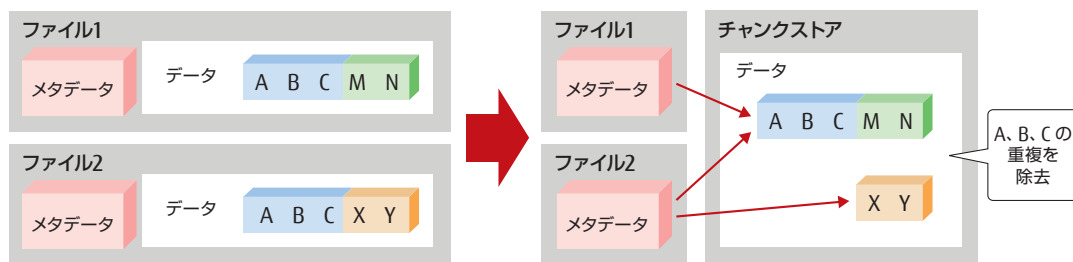 ファイル1
メタデータ
データ
A B C M N
ファイル2
メタデータ
データ
A B C X Y
ファイル1
メタデータ
ファイル2
メタデータ
チャンクストア
データ
A B C M N
X Y
A、B、Cの
重複を
除去